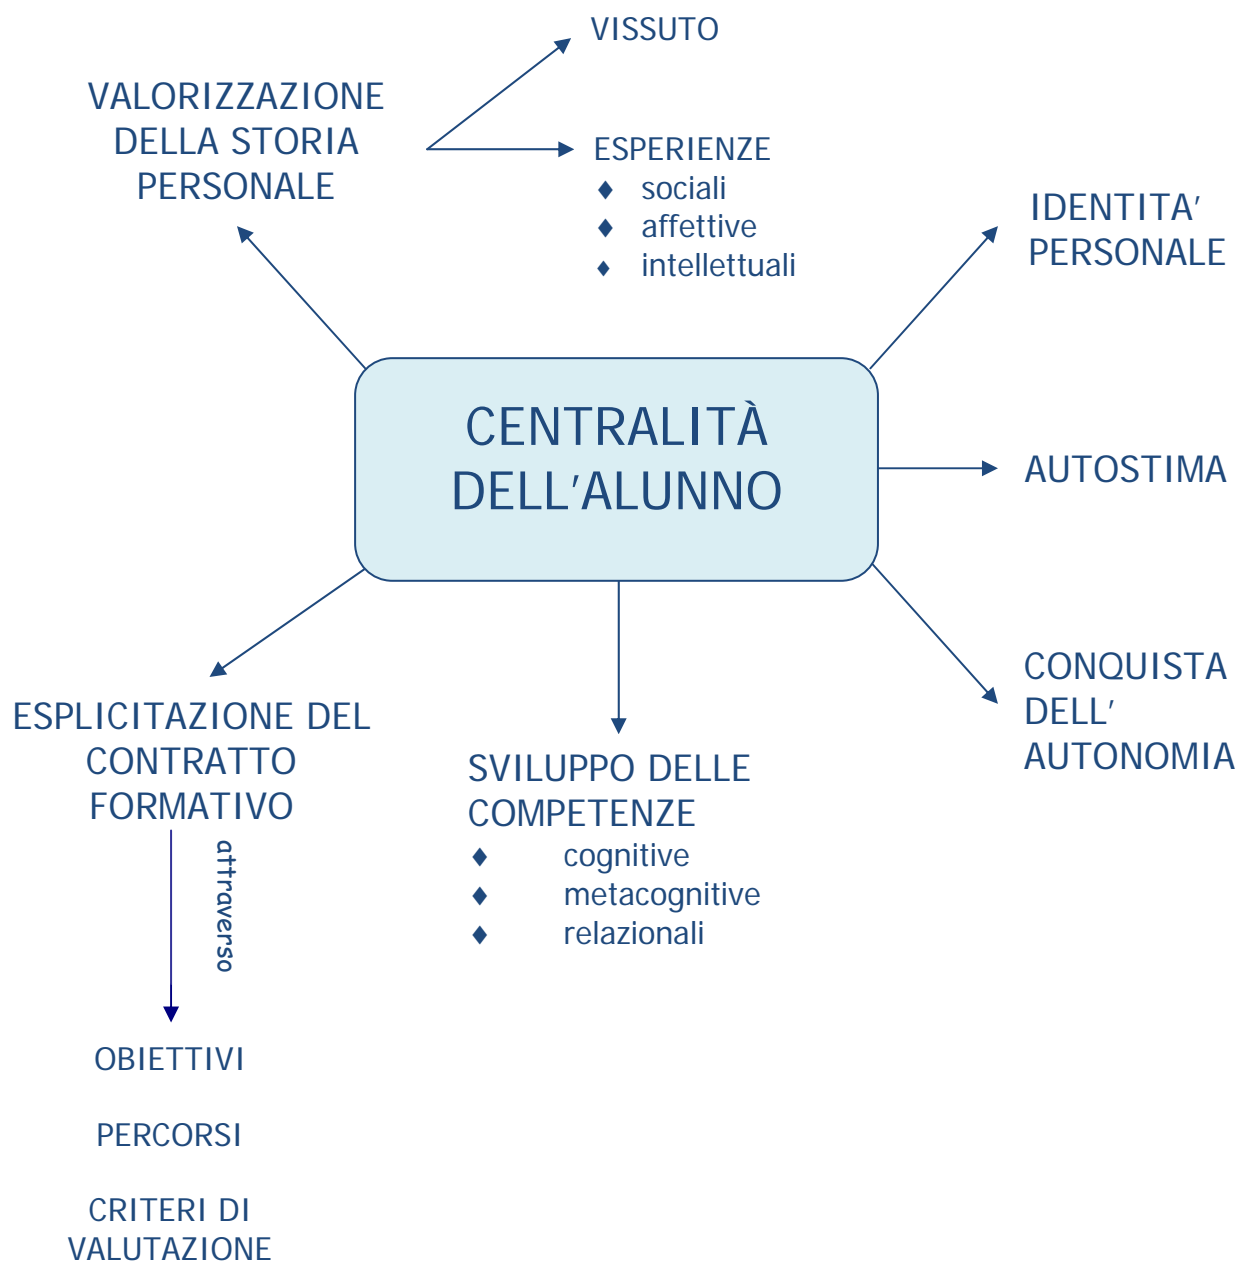 VISSUTO
VALORIZZAZIONE
DELLA STORIA
PERSONALE
ESPERIENZE
♦ sociali
♦ affettive
♦ intellettuali
IDENTITA'
PERSONALE
CENTRALITÀ
DELL'ALUNNO
AUTOSTIMA
CONQUISTA
DELL'
AUTONOMIA
ESPLICITAZIONE DEL
CONTRATTO
FORMATIVO
attraverso
OBIETTIVI
PERCORSI
CRITERI DI
VALUTAZIONE
SVILUPPO DELLE
COMPETENZE
♦ cognitive
♦ metacognitive
♦ relazionali